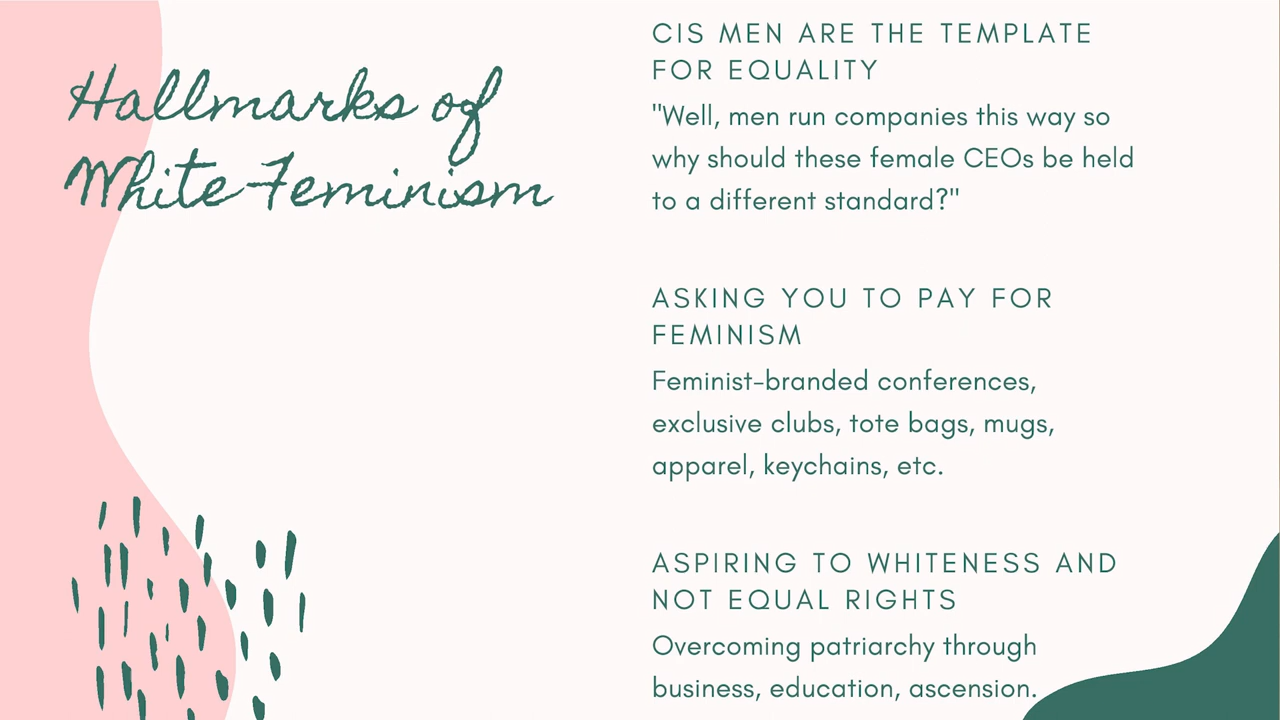 Hallmarks of
White Feminism
CIS MEN ARE THE TEMPLATE
FOR EQUALITY
"Well, men run companies this way so
why should these female CEOs be held
to a different standard?"
ASKING YOU TO PAY FOR
FEMINISM
Feminist-branded conferences,
exclusive clubs, tote bags, mugs,
apparel, keychains, etc.
ASPIRING TO WHITENESS AND
NOT EQUAL RIGHTS
Overcoming patriarchy through
business, education, ascension.